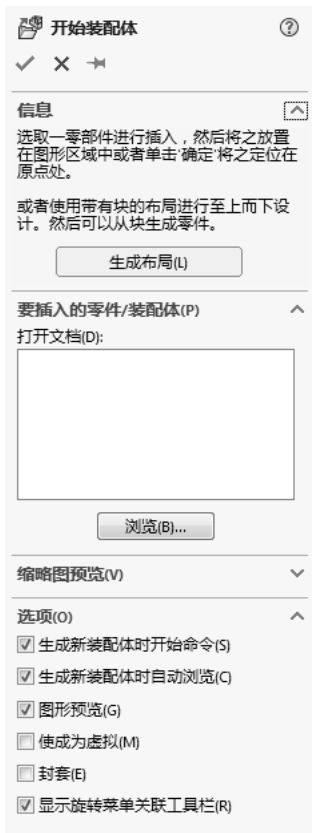 开始装配体
信息
选取一零部件进行插入，然后将之放置
在图形区域中或者单击'确定'将之定位在
原点处。
或者使用带有块的布局进行至上而下设
计。然后可以从块生成零件。
生成布局(L)
要插入的零件/装配体(P)
打开文档(D):
浏览(B)...
缩略图预览(V)
选项(O)
生成新装配体时开始命令(S)
生成新装配体时自动浏览(C)
图形预览(G)
使成为虚拟(M)
封套(E)
显示旋转菜单关联工具栏(R)